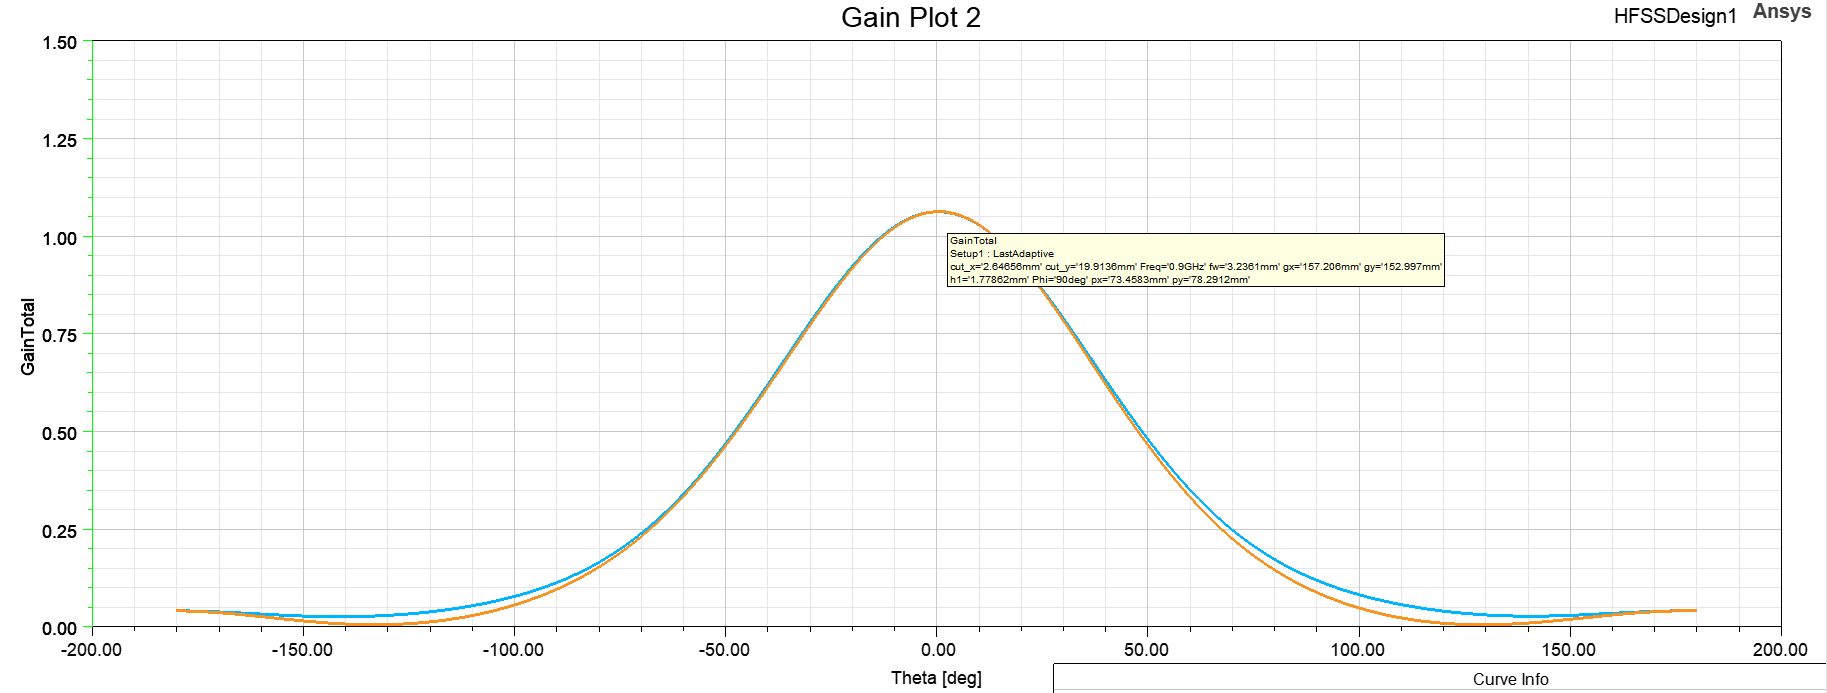 Gain Plot 2
HFSSDesign1
Ansys
1.50
1.25
1.00
0.75
0.50
0.25
0.00
GainTotal
GainTotal
Setup1 : LastAdaptive
cut_x='2.64656mm' cut_y='19.9136mm' Freq='0.9GHz' fw='3.2361mm' gx='157.206mm' gy='152.997mm'
h1='1.77862mm' Phi='90deg' px='73.4583mm' py='78.2912mm'
-200.00 -150.00 -100.00 -50.00 0.00 50.00 100.00 150.00 200.00
Theta [deg]
Curve Info